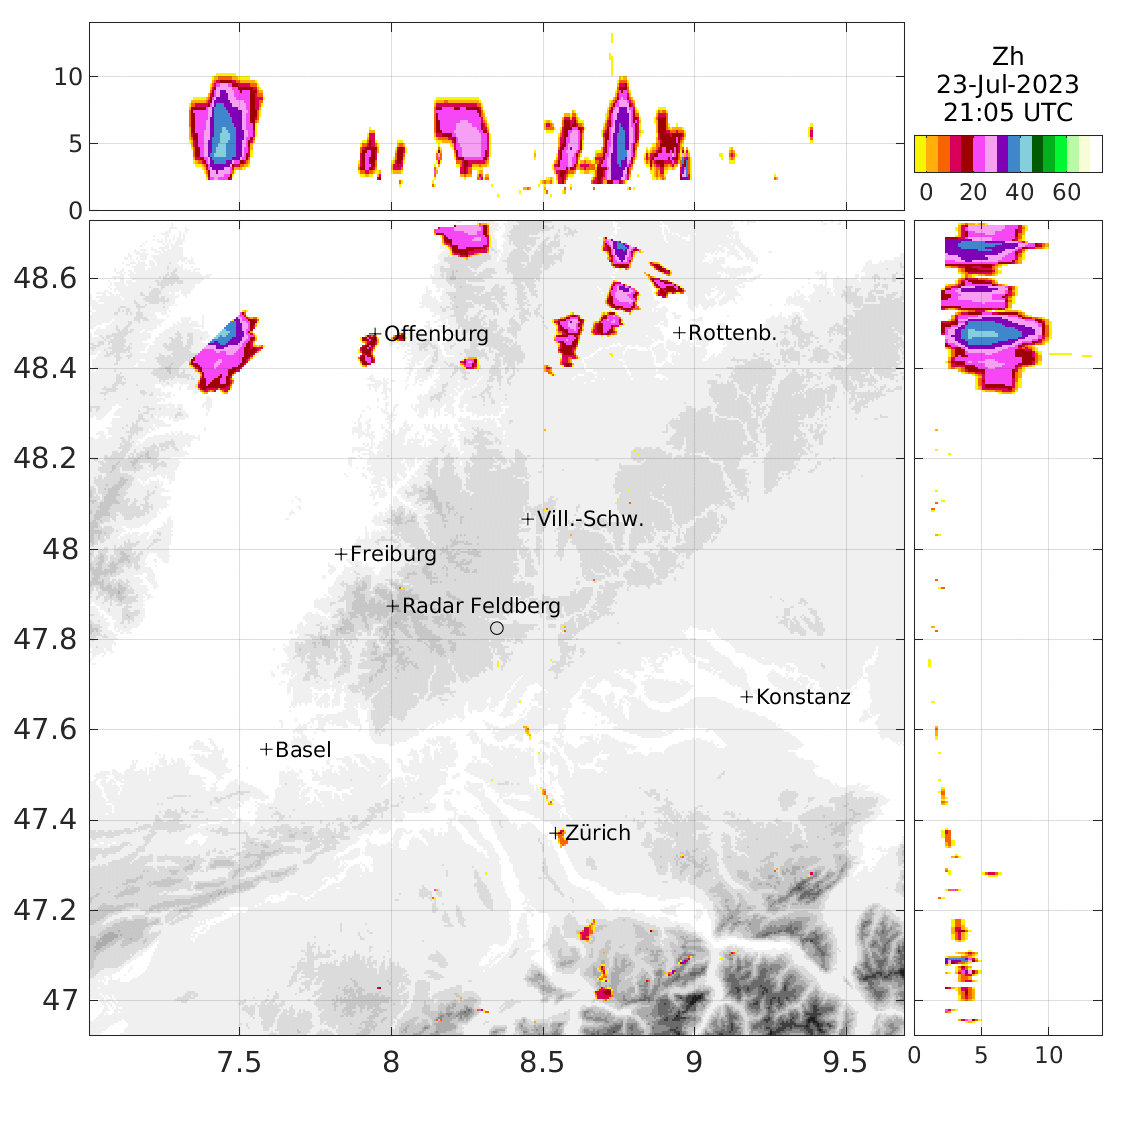 10
5
0
Zh
23-Jul-2023
21:05 UTC
0 20 40 60
48.6
48.4
48.2
48
47.8
47.6
47.4
47.2
47
Offenburg
Rottenb.
Vill.-Schw.
Freiburg
Radar Feldberg
Konstanz
Basel
Zürich
7.5 8 8.5 9 9.5
0 5 10